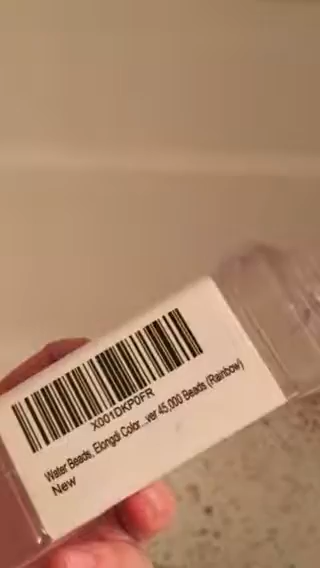 X001DKP0FR
Water Beads, Elongdi Color...ver 45,000 Beads (Rainbow)
New